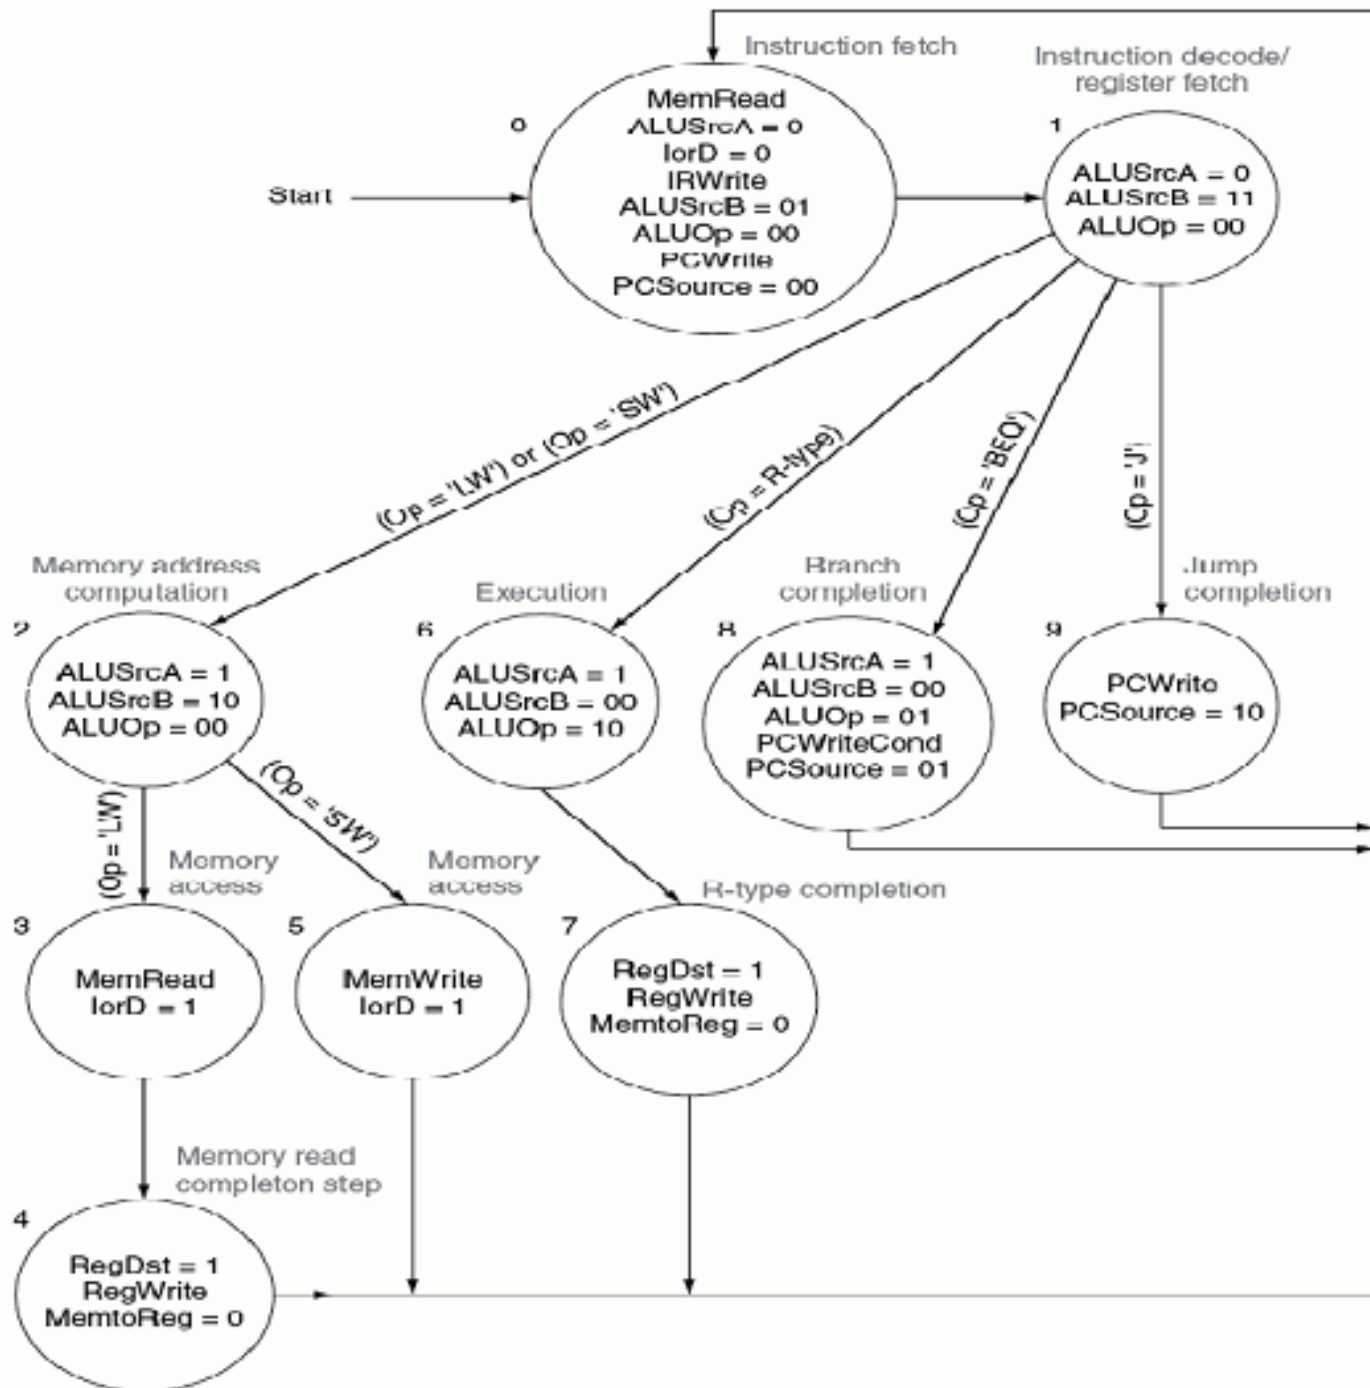 Instruction fetch
Instruction decode/
register fetch
0
MemRead
ALUSrcA = 0
IorD = 0
IRWrite
ALUSrcB = 01
ALUOp = 00
PCWrite
PCSource = 00
1
ALUSrcA = 0
ALUSrcB = 11
ALUOp = 00
Start
(Op = 'LW') or (Op = 'SW')
(Op = R-type)
(Op = 'BEQ')
(Op = 'J')
Memory address
computation
2
ALUSrcA = 1
ALUSrcB = 10
ALUOp = 00
Execution
6
ALUSrcA = 1
ALUSrcB = 00
ALUOp = 10
Branch
completion
8
ALUSrcA = 1
ALUSrcB = 00
ALUOp = 01
PCWriteCond
PCSource = 01
Jump
completion
9
PCWrite
PCSource = 10
(Op = 'LW')
(Op = 'SW')
Memory
access
3
MemRead
IorD = 1
Memory
access
5
MemWrite
IorD = 1
R-type completion
7
RegDst = 1
RegWrite
MemtoReg = 0
Memory read
completon step
4
RegDst = 1
RegWrite
MemtoReg = 0